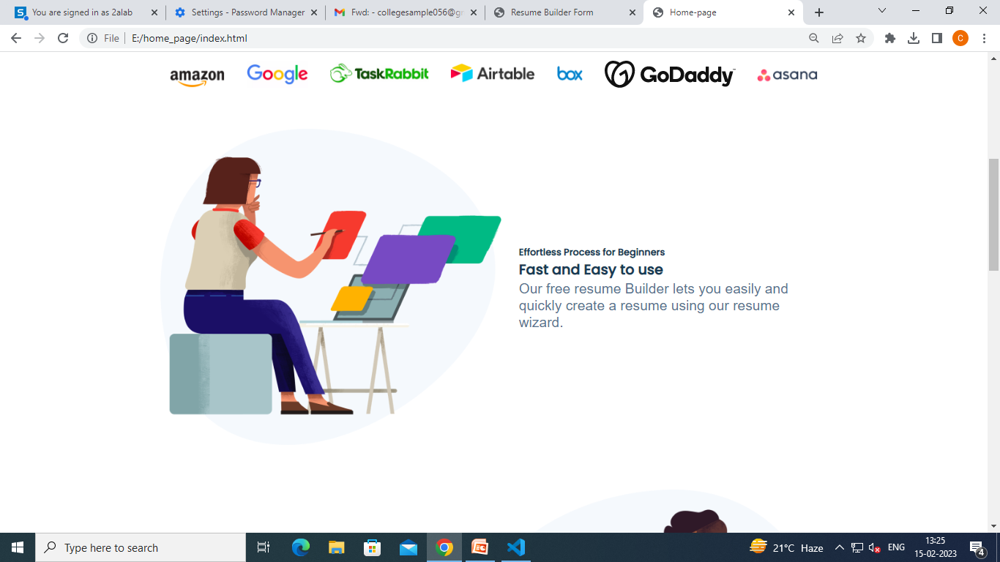 You are signed in as 2alab
Settings - Password Manager
Fwd: - collegesample056@g
Resume Builder Form
Home-page
File
E:/home_page/index.html
C
amazon
Google
TaskRabbit
Airtable
box
GoDaddy™
asana
Effortless Process for Beginners
Fast and Easy to use
Our free resume Builder lets you easily and
quickly create a resume using our resume
wizard.
Type here to search
21°C Haze
ENG
13:25
15-02-2023
4